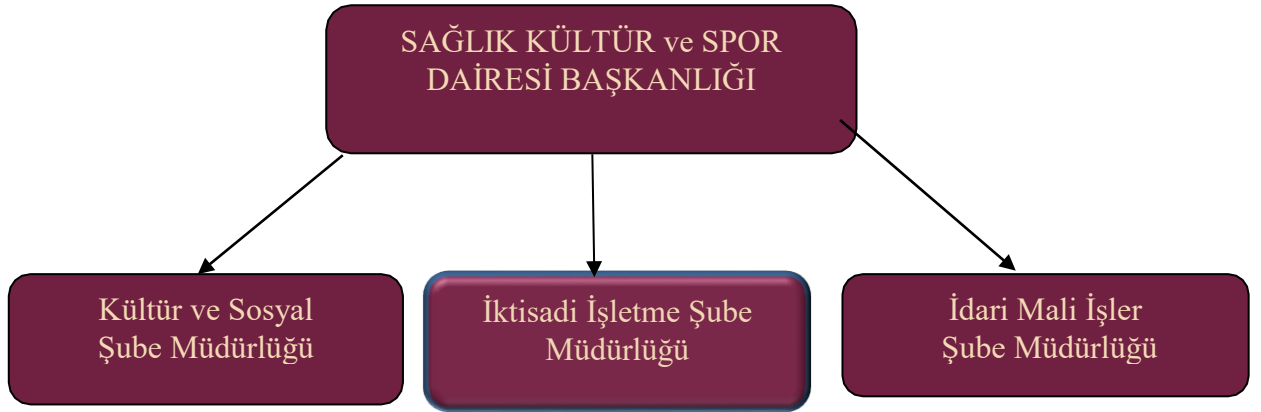 SAĞLIK KÜLTÜR ve SPOR
DAİRESİ BAŞKANLIĞI
Kültür ve Sosyal
Şube Müdürlüğü
İktisadi İşletme Şube
Müdürlüğü
İdari Mali İşler
Şube Müdürlüğü